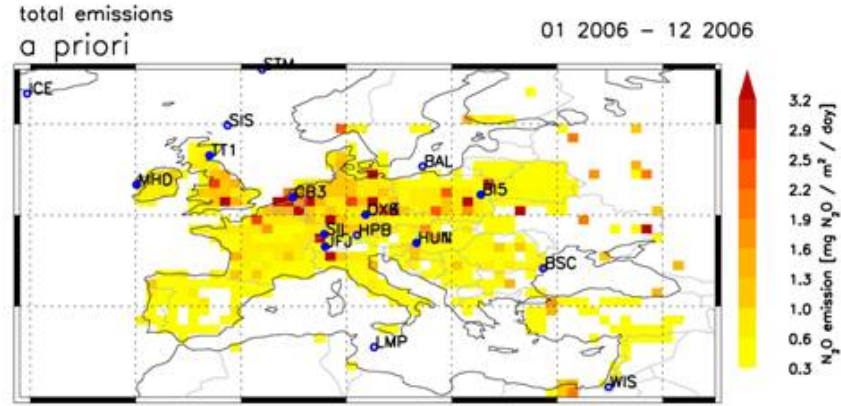 total emissions
a priori
01 2006 – 12 2006
STM
ICE
SIS
TT1
BAL
MHD
CB3
BI5
SIL
HPB
JFJ
HUN
BSC
LMP
WIS
3.2
2.9
2.6
2.2
1.9
1.6
1.3
1.0
0.6
0.3
N₂O emission [mg N₂O / m² / day]